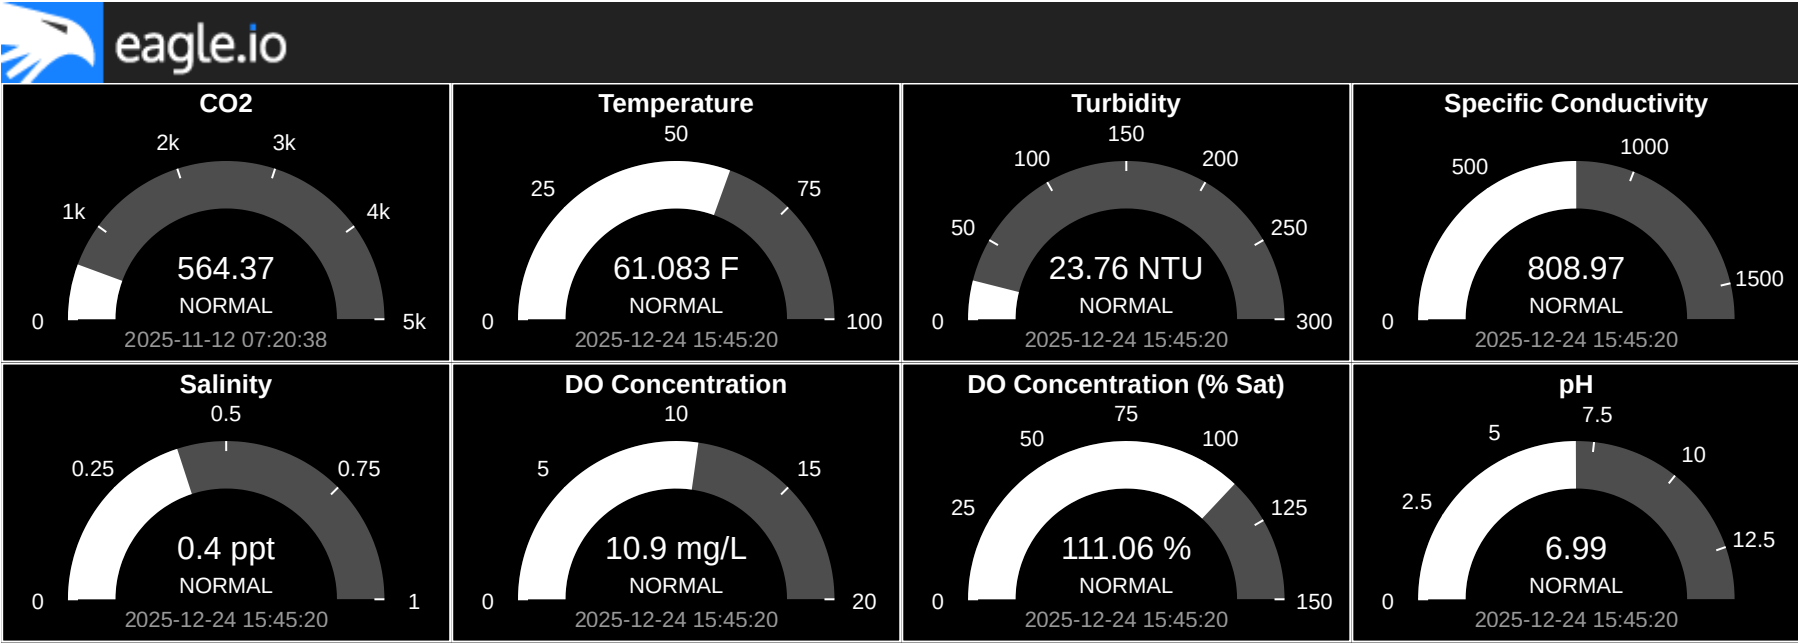 eagle.io
CO2
2k
3k
1k
4k
564.37
NORMAL
0
5k
2025-11-12 07:20:38
Temperature
50
25
75
61.083 F
NORMAL
0
100
2025-12-24 15:45:20
Turbidity
150
100
200
50
250
23.76 NTU
NORMAL
0
300
2025-12-24 15:45:20
Specific Conductivity
1000
500
808.97
1500
NORMAL
0
2025-12-24 15:45:20
Salinity
0.5
0.25
0.75
0.4 ppt
NORMAL
0
1
2025-12-24 15:45:20
DO Concentration
10
5
15
10.9 mg/L
NORMAL
0
20
2025-12-24 15:45:20
DO Concentration (% Sat)
75
50
100
25
125
111.06 %
NORMAL
0
150
2025-12-24 15:45:20
pH
7.5
5
10
2.5
12.5
6.99
NORMAL
0
2025-12-24 15:45:20